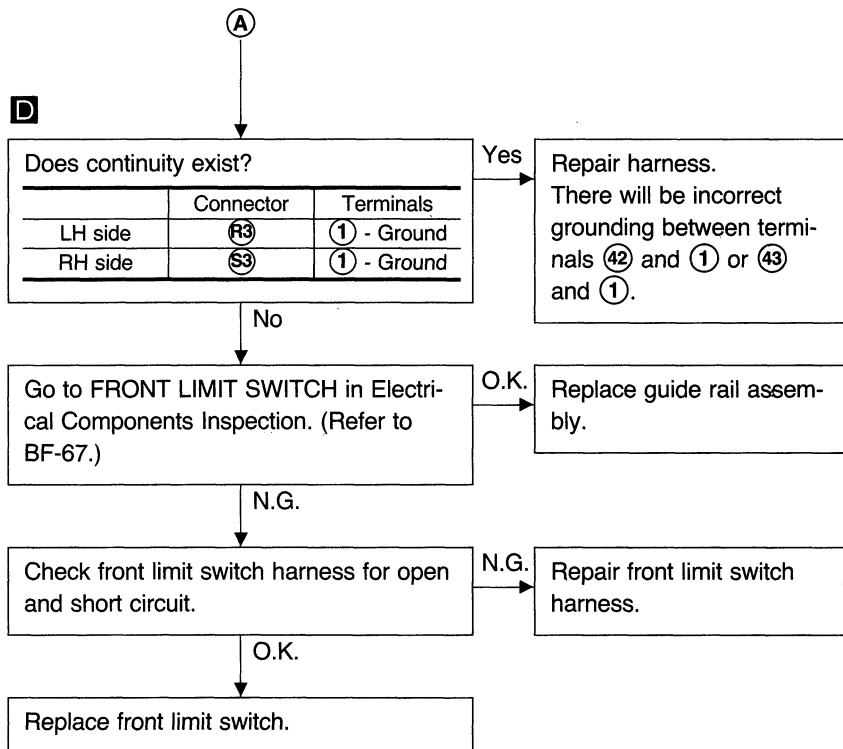 A
D
Does continuity exist?
Connector Terminals
LH side R3 1 - Ground
RH side S3 1 - Ground
Yes
Repair harness.
There will be incorrect
grounding between termi-
nals 42 and 1 or 43
and 1.
No
Go to FRONT LIMIT SWITCH in Electri-
cal Components Inspection. (Refer to
BF-67.)
O.K.
Replace guide rail assem-
bly.
N.G.
Check front limit switch harness for open
and short circuit.
N.G.
Repair front limit switch
harness.
O.K.
Replace front limit switch.